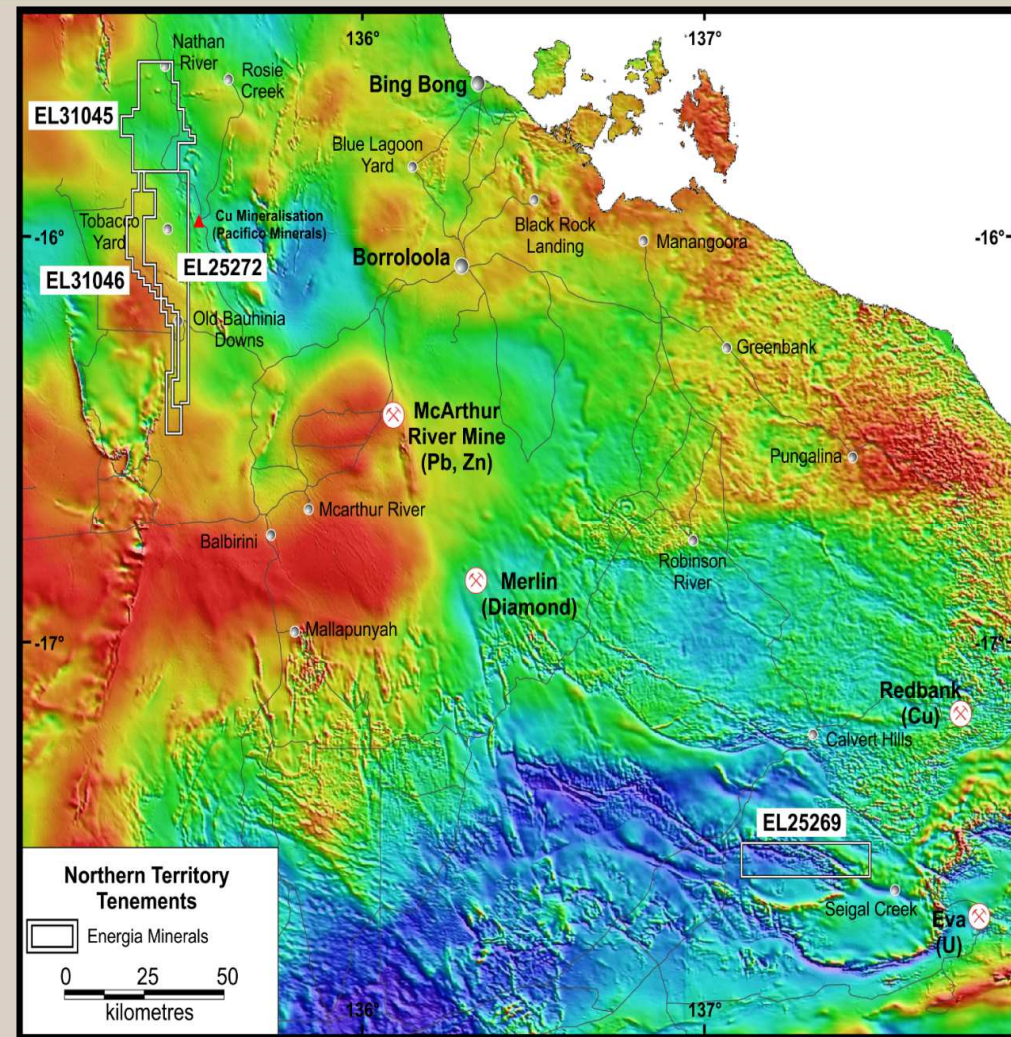 136°
137°
Nathan
River
Rosie
Creek
Bing Bong
EL31045
Blue Lagoon
Yard
Black Rock
Landing
Cu Mineralisation
(Pacifico Minerals)
Tobacco
Yard
-16°
-16°
Manangoora
Borroloola
EL25272
EL31046
Old Bauhinia
Downs
Greenbank
McArthur
River Mine
(Pb, Zn)
Pungalina
Mcarthur River
Balbirini
Robinson
River
Merlin
(Diamond)
Mallapunyah
-17°
-17°
Redbank
(Cu)
Calvert Hills
EL25269
Seigal Creek
Eva
(U)
Northern Territory
Tenements
Energia Minerals
0 25 50
kilometres
136°
137°